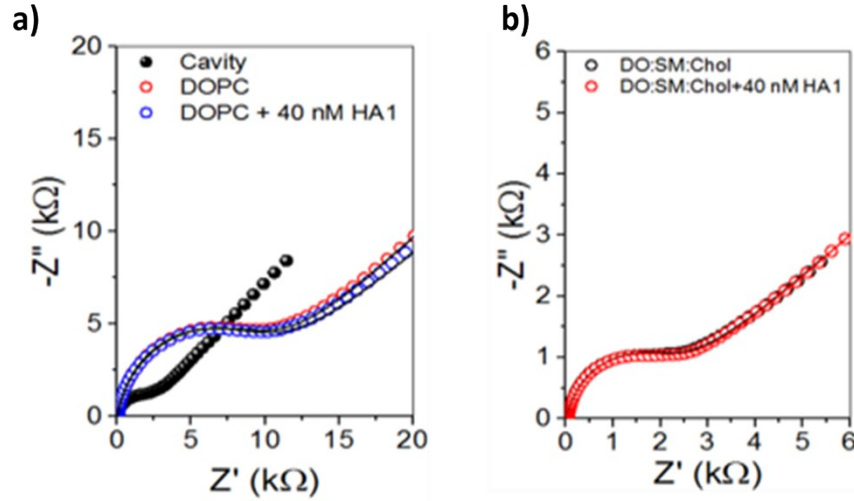 a)
20
15
10
5
0
-Z" (kΩ)
Cavity
DOPC
DOPC + 40 nM HA1
0 5 10 15 20
Z' (kΩ)
b)
6
5
4
3
2
1
0
-Z" (kΩ)
DO:SM:Chol
DO:SM:Chol+40 nM HA1
0 1 2 3 4 5 6
Z' (kΩ)